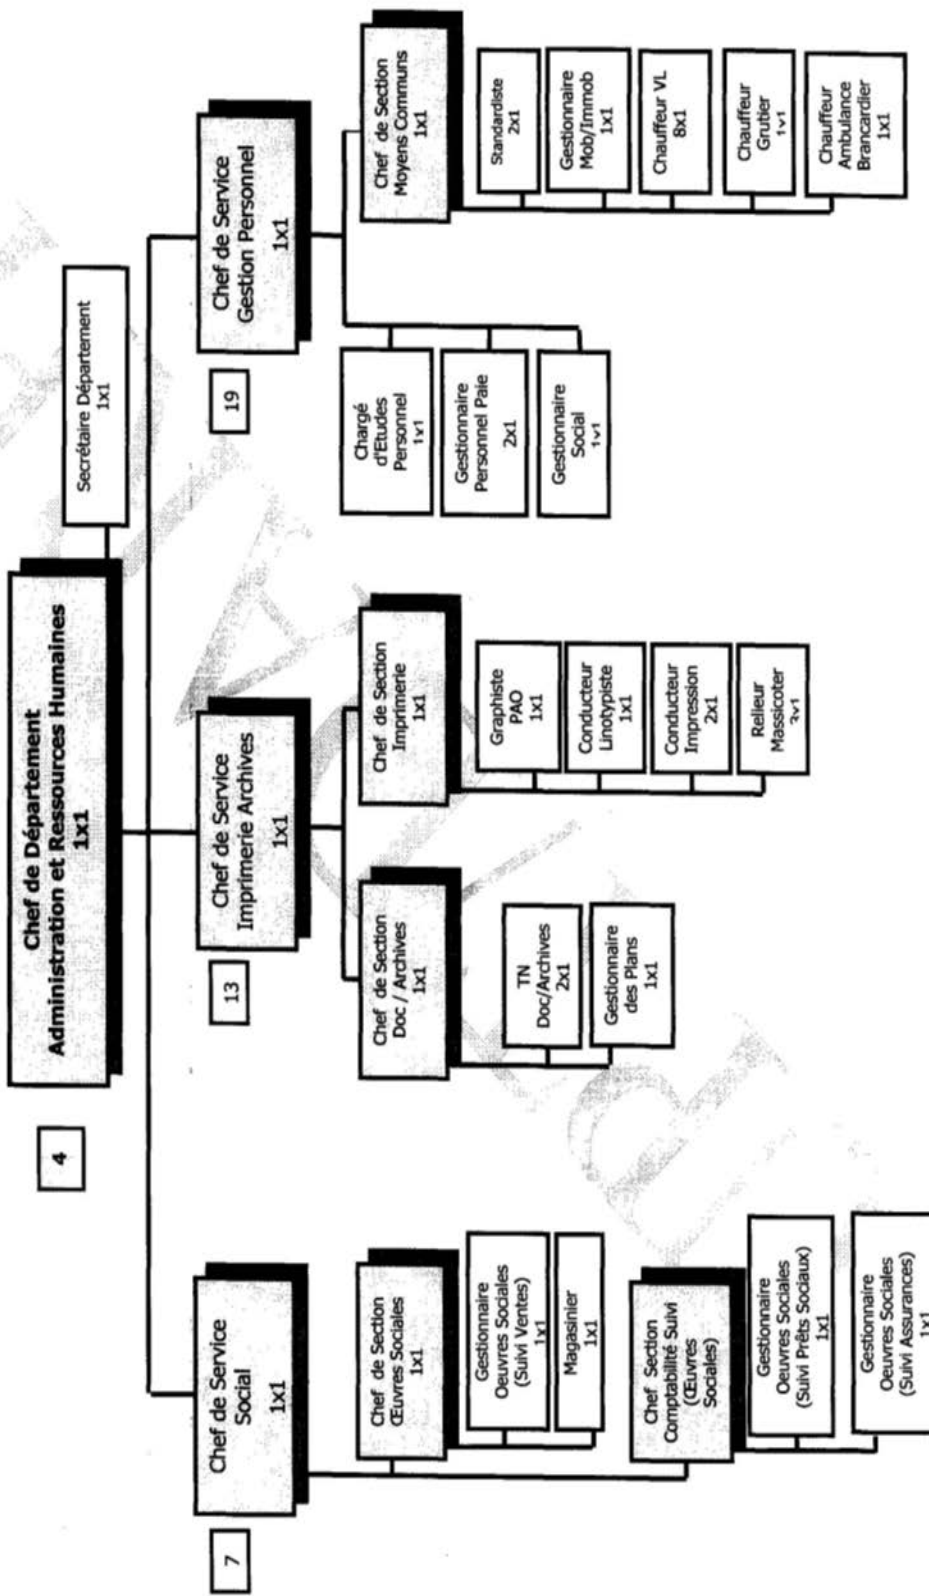 4
Chef de Département
Administration et Ressources Humaines
1x1
Secrétaire Département
1x1
7
Chef de Service
Social
1x1
Chef de Section
Œuvres Sociales
1x1
Gestionnaire
Oeuvres Sociales
(Suivi Ventes)
1x1
Magasinier
1x1
Chef Section
Comptabilité Suivi
(Œuvres
Sociales)
Gestionnaire
Oeuvres Sociales
(Suivi Prêts Sociaux)
1x1
Gestionnaire
Oeuvres Sociales
(Suivi Assurances)
1x1
13
Chef de Service
Imprimerie Archives
1x1
Chef de Section
Doc / Archives
1x1
TN
Doc/Archives
2x1
Gestionnaire
des Plans
1x1
Chef de Section
Imprimerie
1x1
Graphiste
PAO
1x1
Conducteur
Linotypiste
1x1
Conducteur
Impression
2x1
Relieur
Massicoter
19
Chef de Service
Gestion Personnel
1x1
Chargé
d'Etudes
Personnel
1x1
Gestionnaire
Personnel Paie
2x1
Gestionnaire
Social
1x1
Chef de Section
Moyens Communs
1x1
Standardiste
2x1
Gestionnaire
Mob/Immob
1x1
Chauffeur VL
8x1
Chauffeur
Grutier
1x1
Chauffeur
Ambulance
Brancardier
1x1